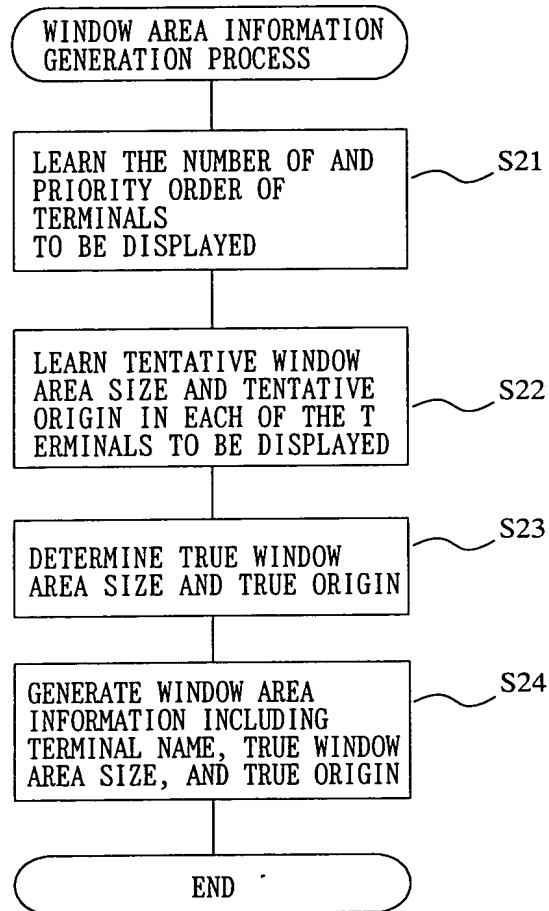 WINDOW AREA INFORMATION
GENERATION PROCESS
LEARN THE NUMBER OF AND
PRIORITY ORDER OF
TERMINALS
TO BE DISPLAYED
S21
LEARN TENTATIVE WINDOW
AREA SIZE AND TENTATIVE
ORIGIN IN EACH OF THE T
ERMINALS TO BE DISPLAYED
S22
DETERMINE TRUE WINDOW
AREA SIZE AND TRUE ORIGIN
S23
GENERATE WINDOW AREA
INFORMATION INCLUDING
TERMINAL NAME, TRUE WINDOW
AREA SIZE, AND TRUE ORIGIN
S24
END